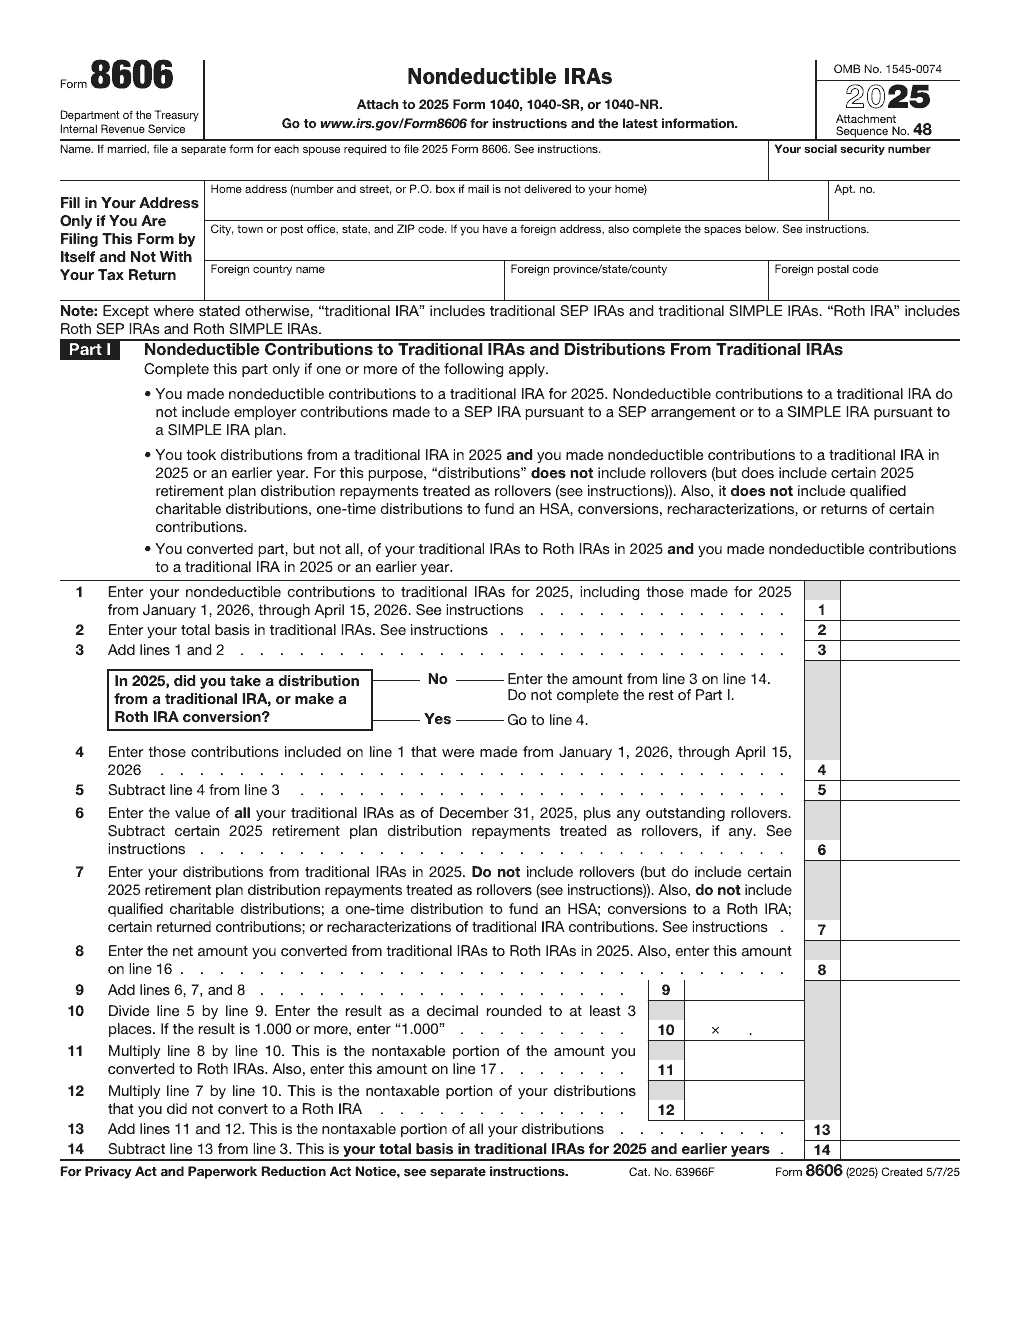 Form 8606
Department of the Treasury
Internal Revenue Service
Nondeductible IRAs
Attach to 2025 Form 1040, 1040-SR, or 1040-NR.
Go to www.irs.gov/Form8606 for instructions and the latest information.
OMB No. 1545-0074
2025
Attachment
Sequence No. 48
Name. If married, file a separate form for each spouse required to file 2025 Form 8606. See instructions.
Your social security number
Fill in Your Address
Only if You Are
Filing This Form by
Itself and Not With
Your Tax Return
Home address (number and street, or P.O. box if mail is not delivered to your home)
Apt. no.
City, town or post office, state, and ZIP code. If you have a foreign address, also complete the spaces below. See instructions.
Foreign country name
Foreign province/state/county
Foreign postal code
Note: Except where stated otherwise, “traditional IRA” includes traditional SEP IRAs and traditional SIMPLE IRAs. “Roth IRA” includes
Roth SEP IRAs and Roth SIMPLE IRAs.
Part I Nondeductible Contributions to Traditional IRAs and Distributions From Traditional IRAs
Complete this part only if one or more of the following apply.
• You made nondeductible contributions to a traditional IRA for 2025. Nondeductible contributions to a traditional IRA do
not include employer contributions made to a SEP IRA pursuant to a SEP arrangement or to a SIMPLE IRA pursuant to
a SIMPLE IRA plan.
• You took distributions from a traditional IRA in 2025 and you made nondeductible contributions to a traditional IRA in
2025 or an earlier year. For this purpose, “distributions” does not include rollovers (but does include certain 2025
retirement plan distribution repayments treated as rollovers (see instructions)). Also, it does not include qualified
charitable distributions, one-time distributions to fund an HSA, conversions, recharacterizations, or returns of certain
contributions.
• You converted part, but not all, of your traditional IRAs to Roth IRAs in 2025 and you made nondeductible contributions
to a traditional IRA in 2025 or an earlier year.
1 Enter your nondeductible contributions to traditional IRAs for 2025, including those made for 2025
from January 1, 2026, through April 15, 2026. See instructions . . . . . . . . . . . . . 1
2 Enter your total basis in traditional IRAs. See instructions . . . . . . . . . . . . . . . 2
3 Add lines 1 and 2 . . . . . . . . . . . . . . . . . . . . . . . . . . . . 3
In 2025, did you take a distribution
from a traditional IRA, or make a
Roth IRA conversion?
No Enter the amount from line 3 on line 14.
Do not complete the rest of Part I.
Yes Go to line 4.
4 Enter those contributions included on line 1 that were made from January 1, 2026, through April 15,
2026 . . . . . . . . . . . . . . . . . . . . . . . . . . . . . . . . 4
5 Subtract line 4 from line 3 . . . . . . . . . . . . . . . . . . . . . . . . . 5
6 Enter the value of all your traditional IRAs as of December 31, 2025, plus any outstanding rollovers.
Subtract certain 2025 retirement plan distribution repayments treated as rollovers, if any. See
instructions . . . . . . . . . . . . . . . . . . . . . . . . . . . . . . 6
7 Enter your distributions from traditional IRAs in 2025. Do not include rollovers (but do include certain
2025 retirement plan distribution repayments treated as rollovers (see instructions)). Also, do not include
qualified charitable distributions; a one-time distribution to fund an HSA; conversions to a Roth IRA;
certain returned contributions; or recharacterizations of traditional IRA contributions. See instructions . 7
8 Enter the net amount you converted from traditional IRAs to Roth IRAs in 2025. Also, enter this amount
on line 16 . . . . . . . . . . . . . . . . . . . . . . . . . . . . . . . 8
9 Add lines 6, 7, and 8 . . . . . . . . . . . . . . . . . . . 9
10 Divide line 5 by line 9. Enter the result as a decimal rounded to at least 3
places. If the result is 1.000 or more, enter “1.000” . . . . . . . . . 10 × .
11 Multiply line 8 by line 10. This is the nontaxable portion of the amount you
converted to Roth IRAs. Also, enter this amount on line 17 . . . . . . . 11
12 Multiply line 7 by line 10. This is the nontaxable portion of your distributions
that you did not convert to a Roth IRA . . . . . . . . . . . . . 12
13 Add lines 11 and 12. This is the nontaxable portion of all your distributions . . . . . . . . . 13
14 Subtract line 13 from line 3. This is your total basis in traditional IRAs for 2025 and earlier years . 14
For Privacy Act and Paperwork Reduction Act Notice, see separate instructions. Cat. No. 63966F Form 8606 (2025) Created 5/7/25